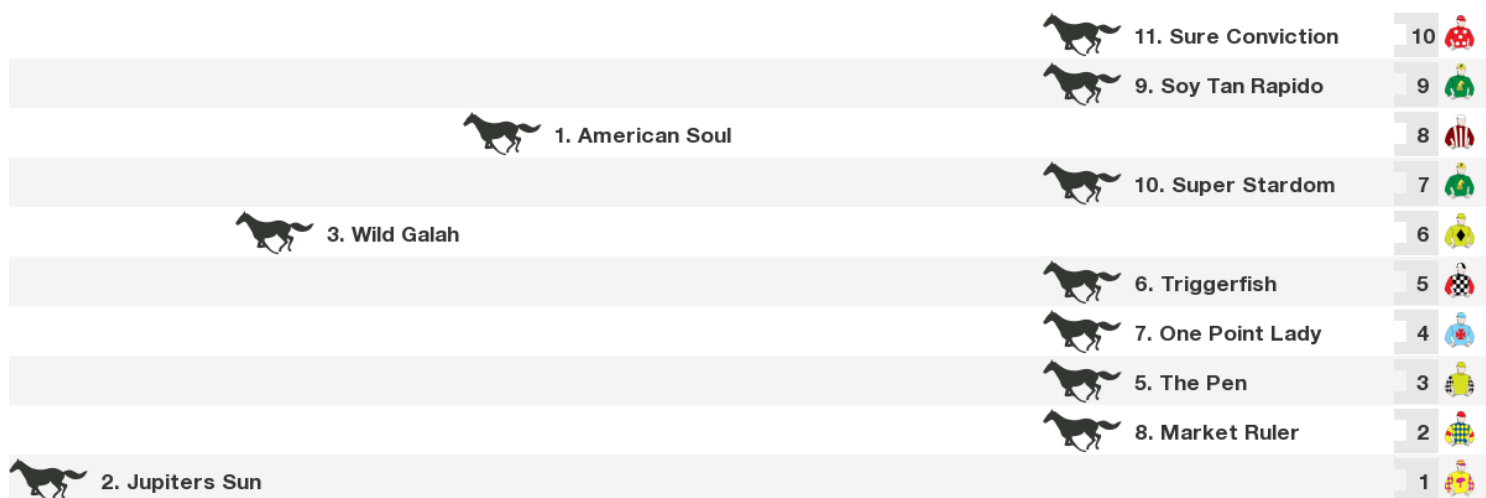 11. Sure Conviction 10
9. Soy Tan Rapido 9
1. American Soul 8
10. Super Stardom 7
3. Wild Galah 6
6. Triggerfish 5
7. One Point Lady 4
5. The Pen 3
8. Market Ruler 2
2. Jupiters Sun 1